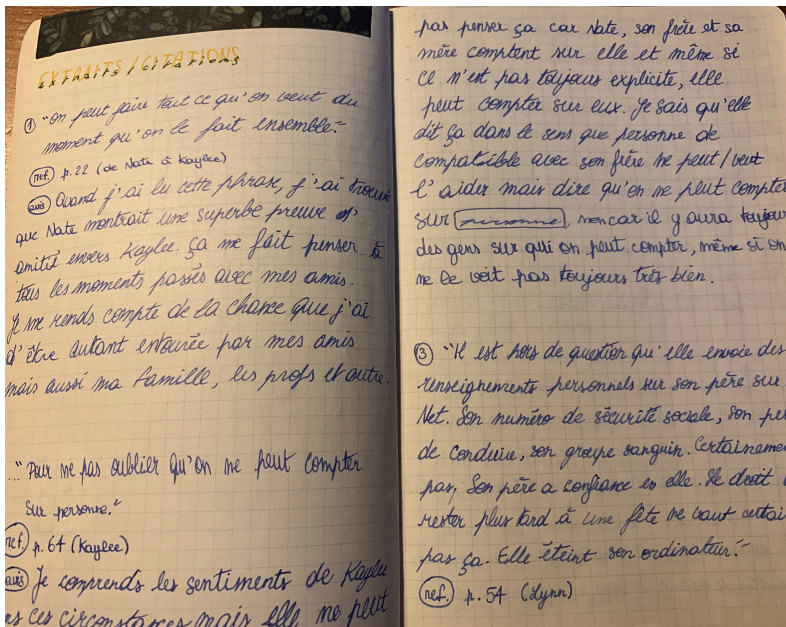 EXTRAITS / CITATIONS
① "On peut faire tout ce qu'on veut du
moment qu'on le fait ensemble."
réf. p.22 (de Nate à Kaylee)
avis Quand j'ai lu cette phrase, j'ai trouvé
que Nate montrait une superbe preuve d'
amitié envers Kaylee. ça me fait penser à
tous les moments passés avec mes amis.
Je me rends compte de la chance que j'ai
d'être autant entourée par mes amis
mais aussi ma famille, les profs et autre.
..." Pour ne pas oublier qu'on ne peut compter
sur personne."
réf. p.64 (Kaylee)
avis Je comprends les sentiments de Kaylee
ns ces circonstances mais elle ne peut
pas penser ça car Nate, son frère et sa
mère comptent sur elle et même si
ce n'est pas toujours explicite, elle
peut compter sur eux. Je sais qu'elle
dit ça dans le sens que personne de
compatible avec son frère ne peut / veut
l'aider mais dire qu'on ne peut compter
sur personne, non car il y aura toujour
des gens sur qui on peut compter, même si on
ne le voit pas toujours très bien.
③ "Il est hors de question qu'elle envoie des
renseignements personnels sur son père sur
Net. Son numéro de sécurité sociale, son pe
de conduire, son groupe sanguin. Certaineme
pas, Son père a confiance en elle. Le droit
rester plus tard à une fête ne vaut certai
pas ça. Elle éteint son ordinateur."
réf. p.54 (Lynn)